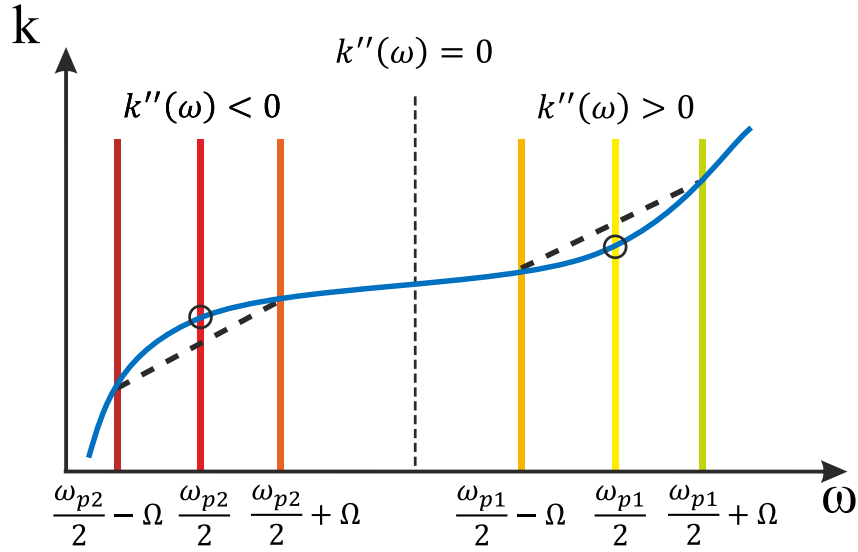 k
k′′(ω) = 0
k′′(ω) < 0
k′′(ω) > 0
ω_{p2}/2 − Ω
ω_{p2}/2
ω_{p2}/2 + Ω
ω_{p1}/2 − Ω
ω_{p1}/2
ω_{p1}/2 + Ω
ω